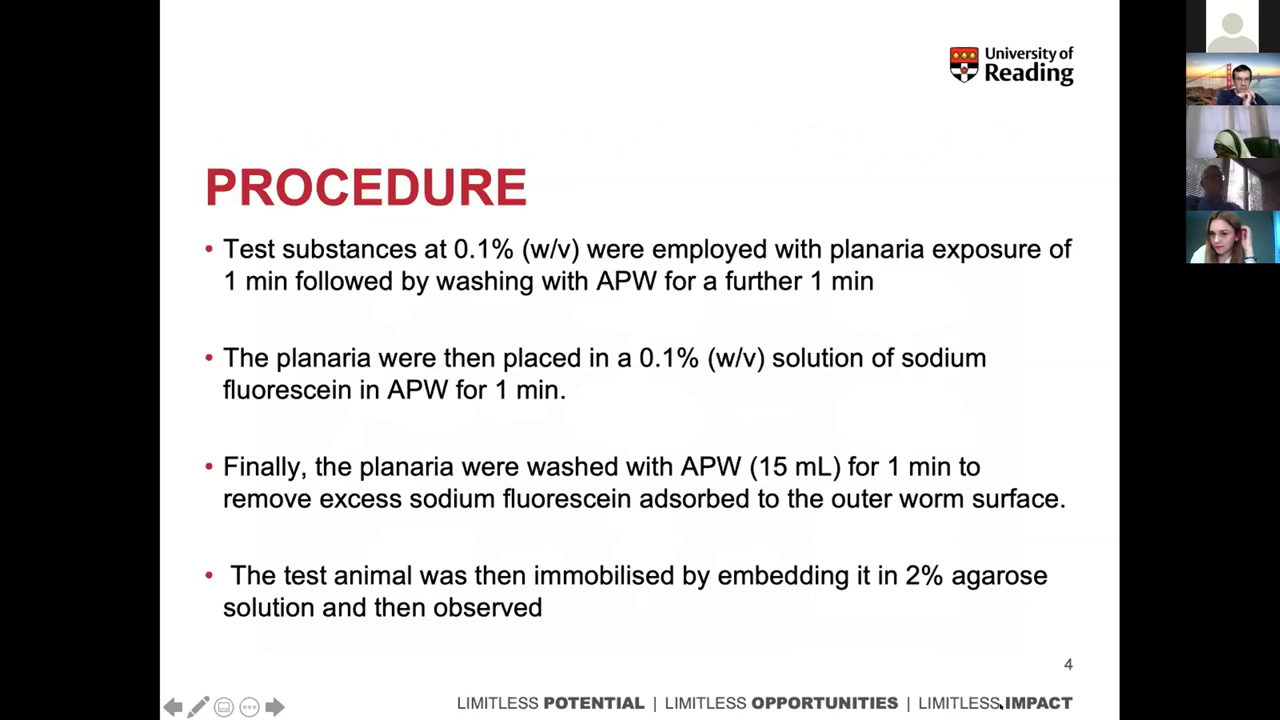 University of
Reading
PROCEDURE
• Test substances at 0.1% (w/v) were employed with planaria exposure of
1 min followed by washing with APW for a further 1 min
• The planaria were then placed in a 0.1% (w/v) solution of sodium
fluorescein in APW for 1 min.
• Finally, the planaria were washed with APW (15 mL) for 1 min to
remove excess sodium fluorescein adsorbed to the outer worm surface.
• The test animal was then immobilised by embedding it in 2% agarose
solution and then observed
4
LIMITLESS POTENTIAL | LIMITLESS OPPORTUNITIES | LIMITLESS IMPACT